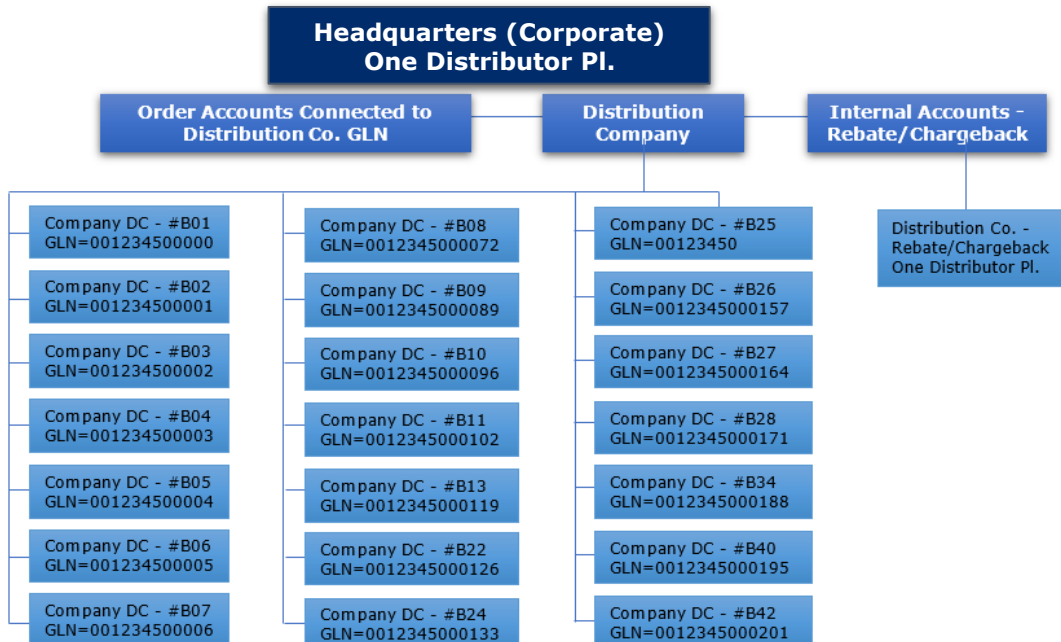 Headquarters (Corporate)
One Distributor Pl.
Order Accounts Connected to
Distribution Co. GLN
Distribution
Company
Internal Accounts -
Rebate/Chargeback
Company DC - #B01
GLN=001234500000
Company DC - #B02
GLN=001234500001
Company DC - #B03
GLN=001234500002
Company DC - #B04
GLN=001234500003
Company DC - #B05
GLN=001234500004
Company DC - #B06
GLN=001234500005
Company DC - #B07
GLN=001234500006
Company DC - #B08
GLN=0012345000072
Company DC - #B09
GLN=0012345000089
Company DC - #B10
GLN=0012345000096
Company DC - #B11
GLN=0012345000102
Company DC - #B13
GLN=0012345000119
Company DC - #B22
GLN=0012345000126
Company DC - #B24
GLN=0012345000133
Company DC - #B25
GLN=00123450
Company DC - #B26
GLN=0012345000157
Company DC - #B27
GLN=0012345000164
Company DC - #B28
GLN=0012345000171
Company DC - #B34
GLN=0012345000188
Company DC - #B40
GLN=0012345000195
Company DC - #B42
GLN=0012345000201
Distribution Co. -
Rebate/Chargeback
One Distributor Pl.